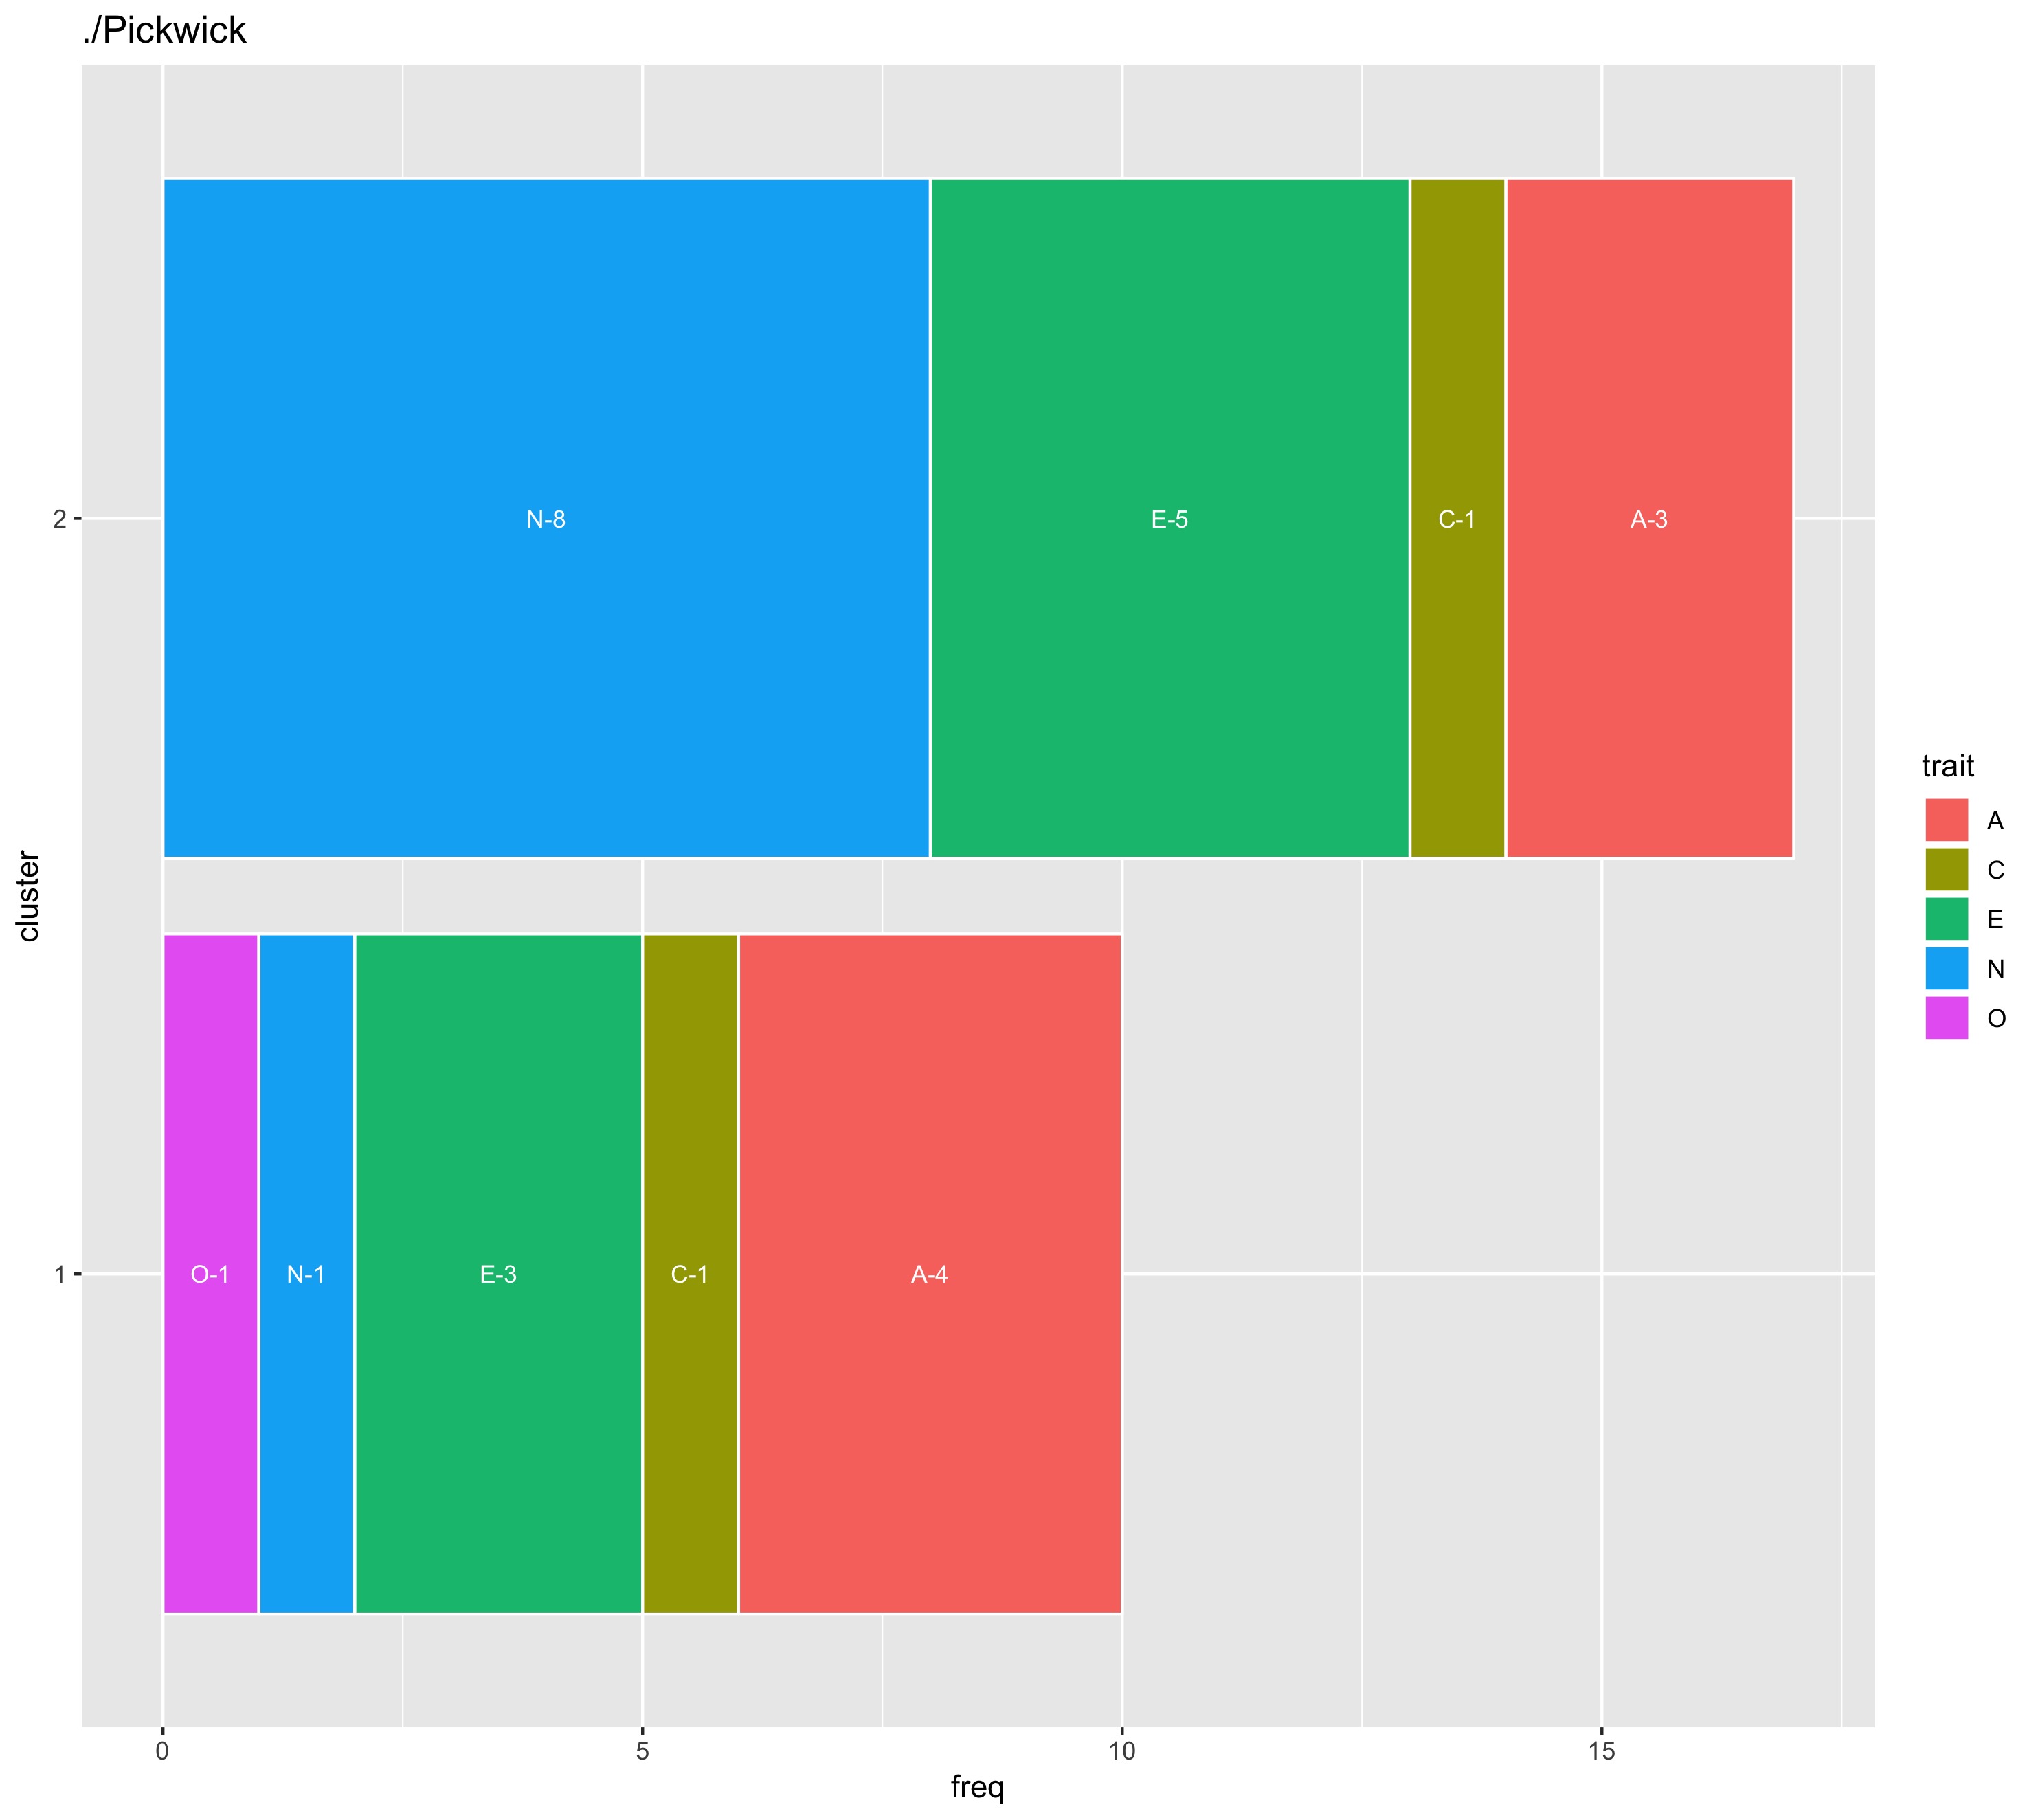 ./Pickwick
cluster
2
N-8
E-5
C-1
A-3
1
O-1
N-1
E-3
C-1
A-4
0
5
10
15
freq
trait
A
C
E
N
O